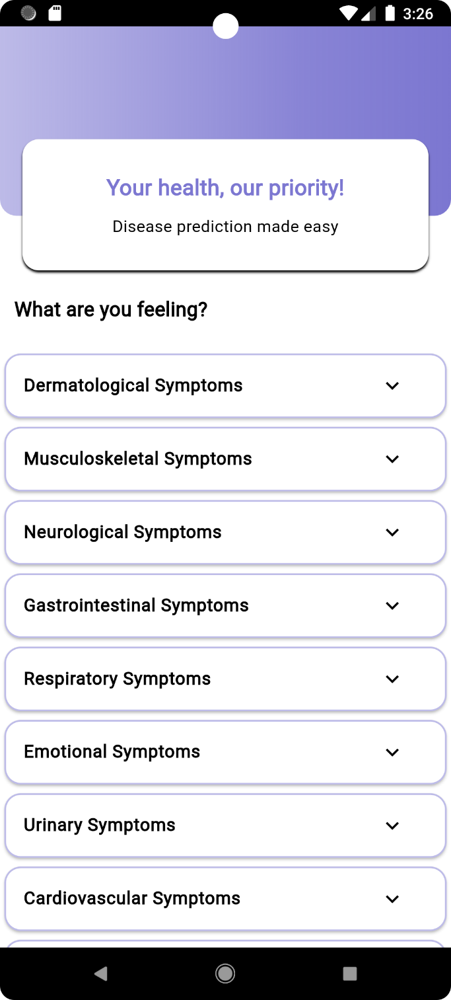 3:26
Your health, our priority!
Disease prediction made easy
What are you feeling?
Dermatological Symptoms
Musculoskeletal Symptoms
Neurological Symptoms
Gastrointestinal Symptoms
Respiratory Symptoms
Emotional Symptoms
Urinary Symptoms
Cardiovascular Symptoms